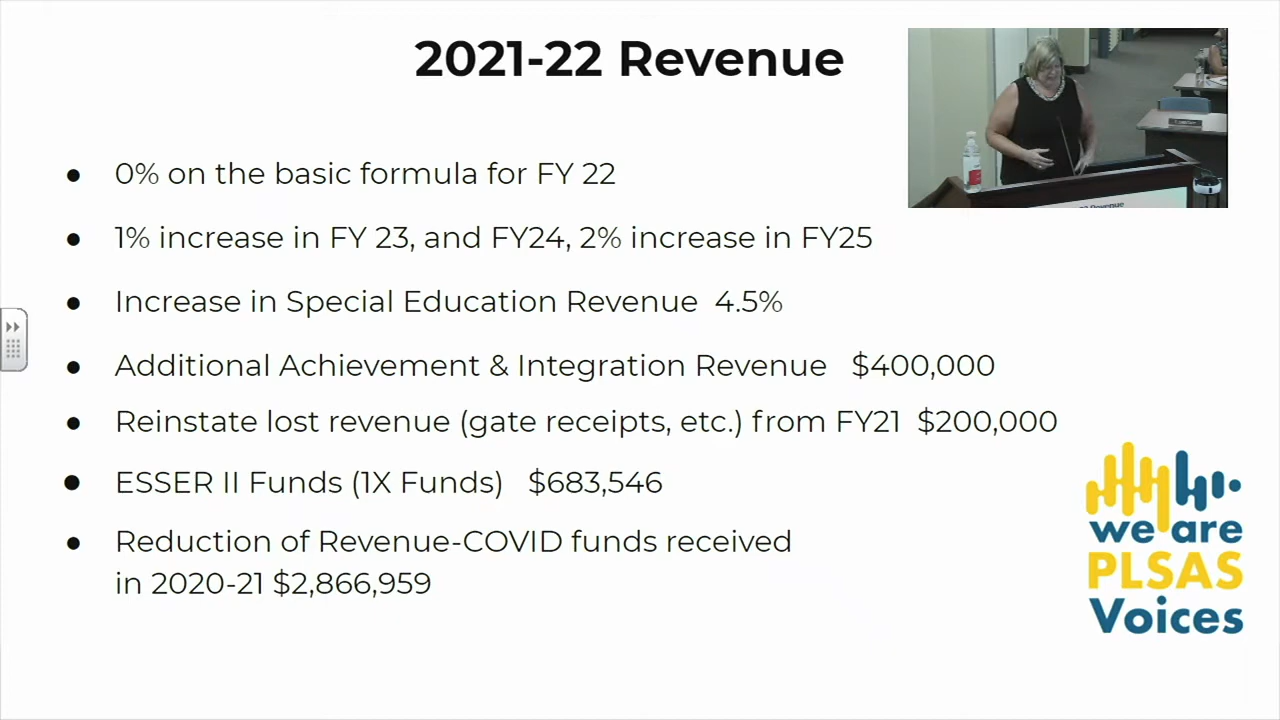 2021-22 Revenue
● 0% on the basic formula for FY 22
● 1% increase in FY 23, and FY24, 2% increase in FY25
● Increase in Special Education Revenue 4.5%
● Additional Achievement & Integration Revenue $400,000
● Reinstate lost revenue (gate receipts, etc.) from FY21 $200,000
● ESSER II Funds (1X Funds) $683,546
● Reduction of Revenue-COVID funds received
in 2020-21 $2,866,959
we are
PLSAS
Voices